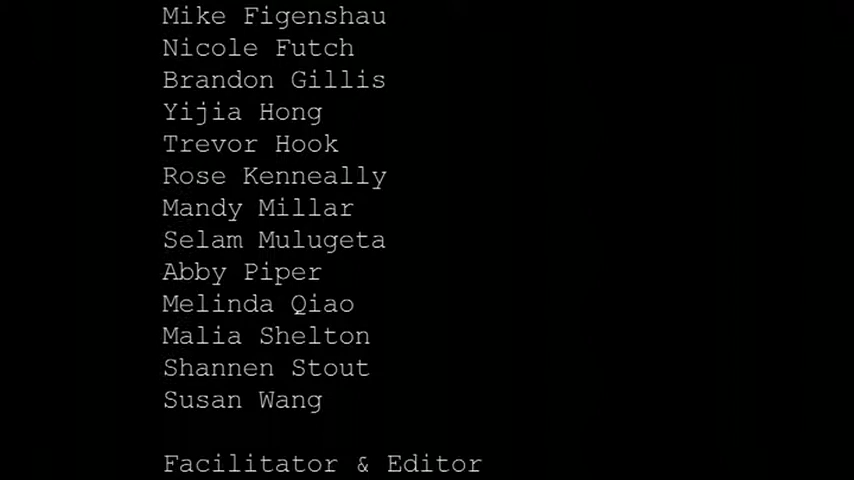 Mike Figenshau
Nicole Futch
Brandon Gillis
Yijia Hong
Trevor Hook
Rose Kenneally
Mandy Millar
Selam Mulugeta
Abby Piper
Melinda Qiao
Malia Shelton
Shannen Stout
Susan Wang
Facilitator & Editor